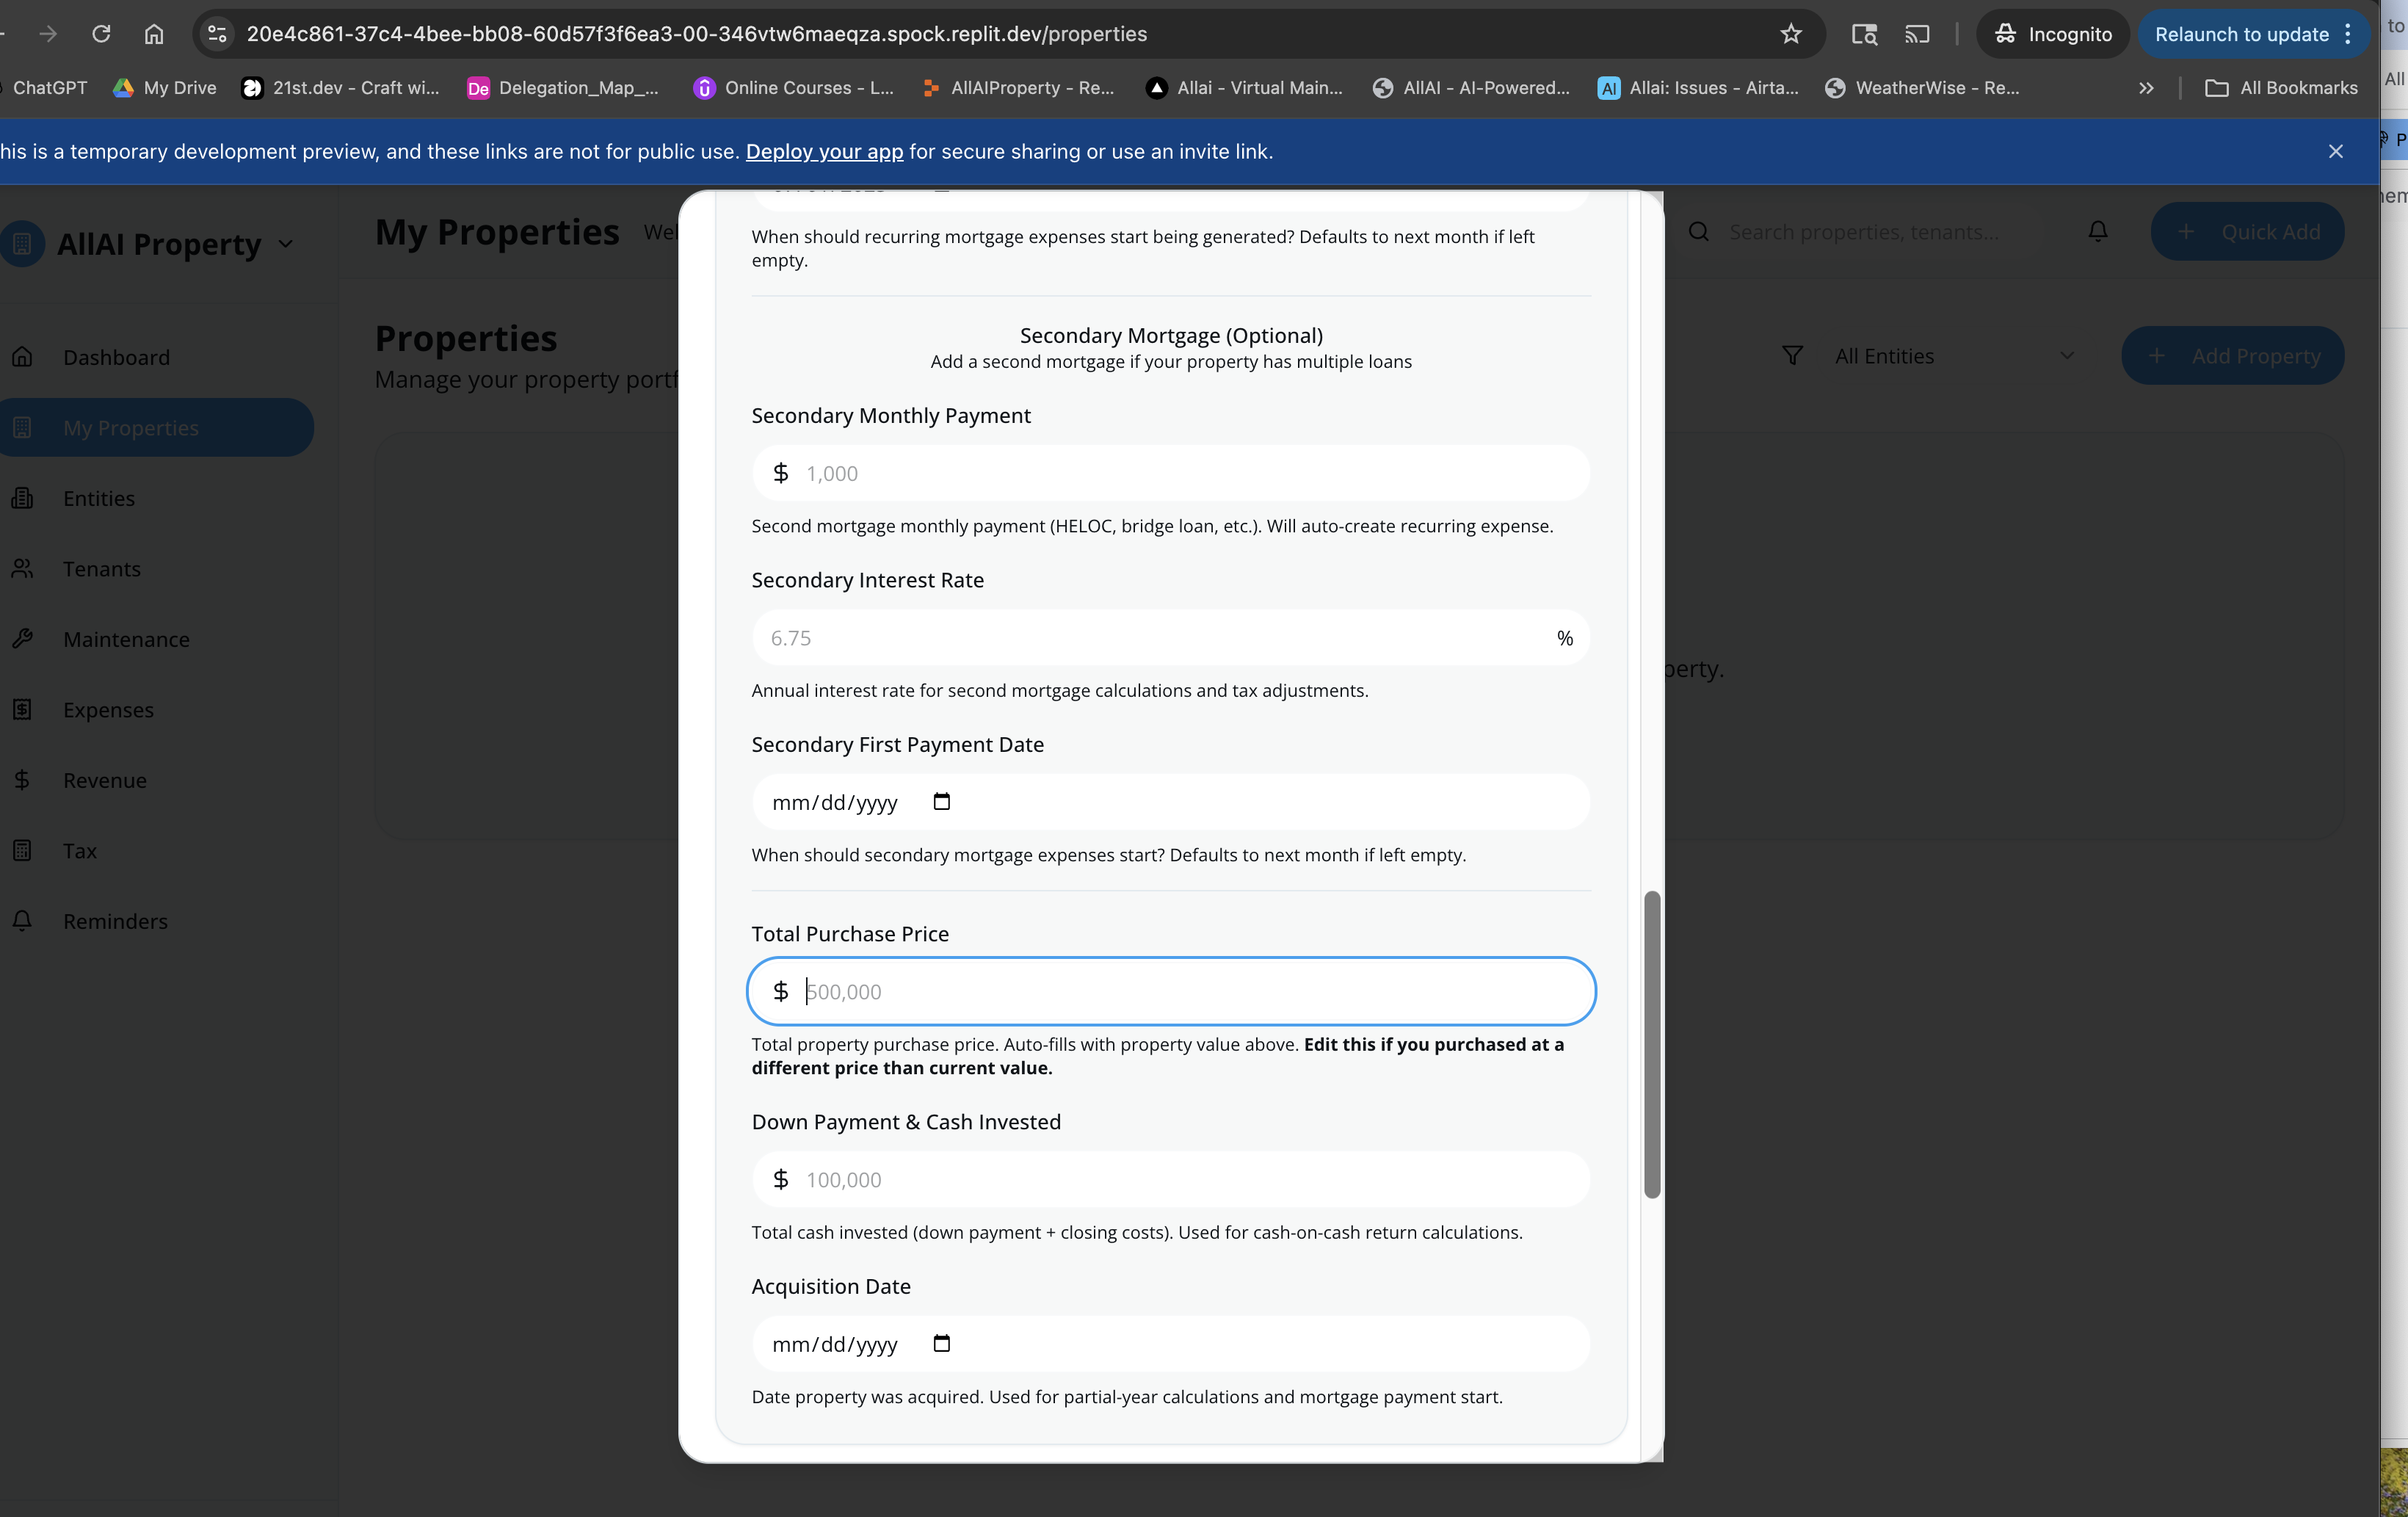 20e4c861-37c4-4bee-bb08-60d57f3f6ea3-00-346vtw6maeqza.spock.replit.dev/properties
Incognito
Relaunch to update
ChatGPT
My Drive
21st.dev - Craft wi...
De
Delegation_Map_...
Online Courses - L...
AllAIProperty - Re...
Allai - Virtual Main...
AllAI - AI-Powered...
AI
Allai: Issues - Airta...
WeatherWise - Re...
All Bookmarks
his is a temporary development preview, and these links are not for public use. Deploy your app for secure sharing or use an invite link.
AllAI Property
Dashboard
My Properties
Entities
Tenants
Maintenance
Expenses
Revenue
Tax
Reminders
My Properties
Wel
Search properties, tenants...
+ Quick Add
Properties
Manage your property portf
All Entities
+ Add Property
perty.
When should recurring mortgage expenses start being generated? Defaults to next month if left
empty.
Secondary Mortgage (Optional)
Add a second mortgage if your property has multiple loans
Secondary Monthly Payment
$ 1,000
Second mortgage monthly payment (HELOC, bridge loan, etc.). Will auto-create recurring expense.
Secondary Interest Rate
6.75 %
Annual interest rate for second mortgage calculations and tax adjustments.
Secondary First Payment Date
mm/dd/yyyy
When should secondary mortgage expenses start? Defaults to next month if left empty.
Total Purchase Price
$ 500,000
Total property purchase price. Auto-fills with property value above. Edit this if you purchased at a
different price than current value.
Down Payment & Cash Invested
$ 100,000
Total cash invested (down payment + closing costs). Used for cash-on-cash return calculations.
Acquisition Date
mm/dd/yyyy
Date property was acquired. Used for partial-year calculations and mortgage payment start.
to
All
P